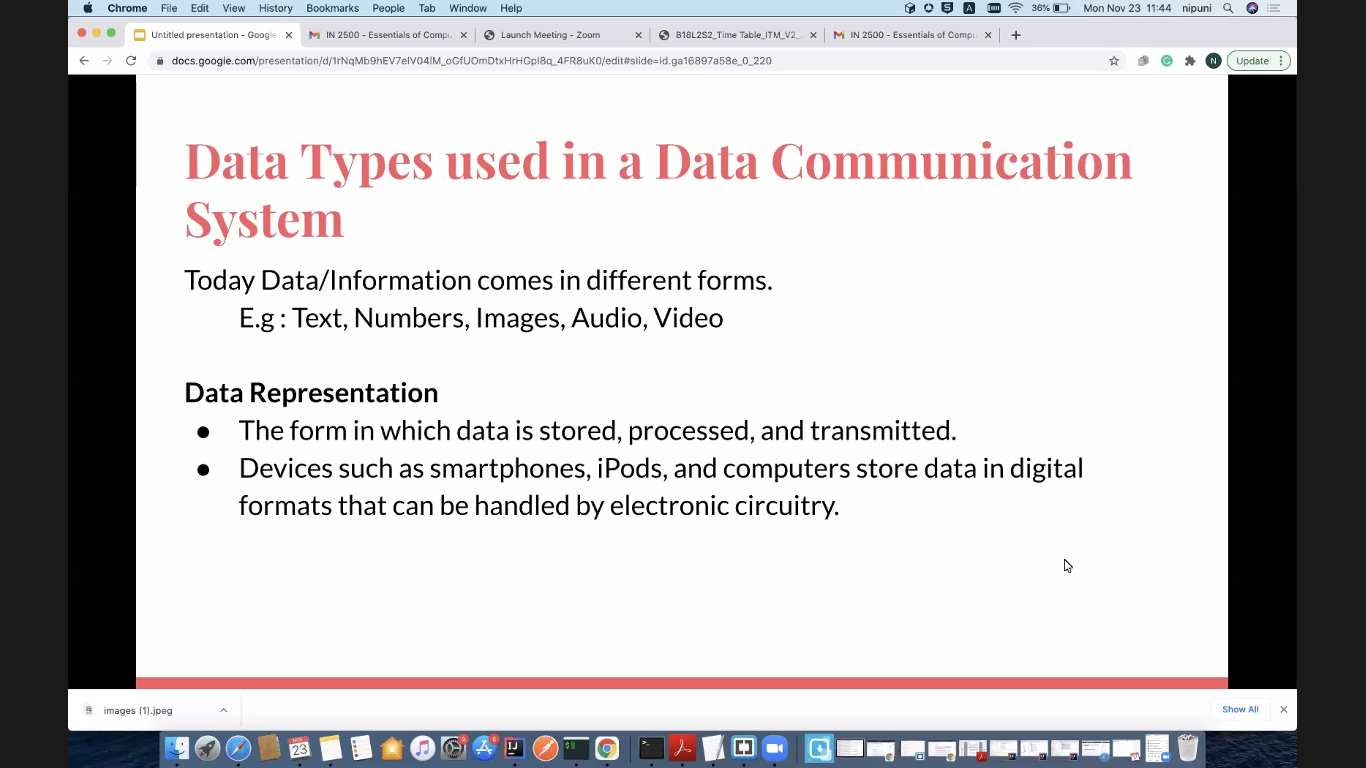 Chrome File Edit View History Bookmarks People Tab Window Help 36% Mon Nov 23 11:44 nipuni
Untitled presentation - Google IN 2500 - Essentials of Compu Launch Meeting - Zoom B18L2S2_Time Table_ITM_V2_ IN 2500 - Essentials of Compu
docs.google.com/presentation/d/ N Update
Data Types used in a Data Communication
System
Today Data/Information comes in different forms.
E.g : Text, Numbers, Images, Audio, Video
Data Representation
● The form in which data is stored, processed, and transmitted.
● Devices such as smartphones, iPods, and computers store data in digital
formats that can be handled by electronic circuitry.
images (1).jpeg Show All
NOV 23